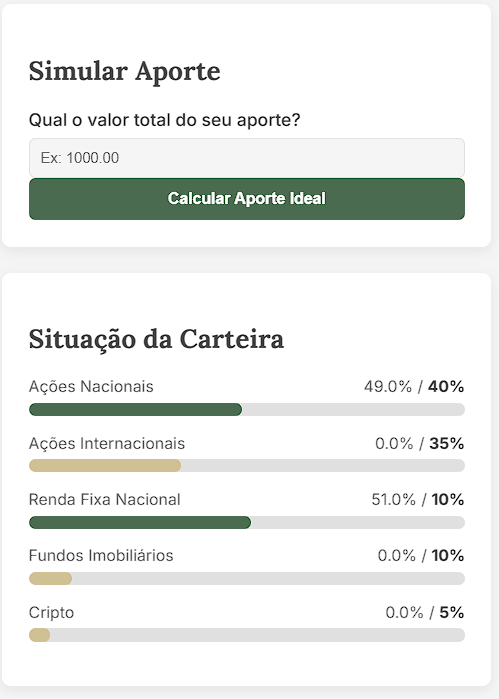 Simular Aporte
Qual o valor total do seu aporte?
Ex: 1000.00
Calcular Aporte Ideal
Situação da Carteira
Ações Nacionais 49.0% / 40%
Ações Internacionais 0.0% / 35%
Renda Fixa Nacional 51.0% / 10%
Fundos Imobiliários 0.0% / 10%
Cripto 0.0% / 5%